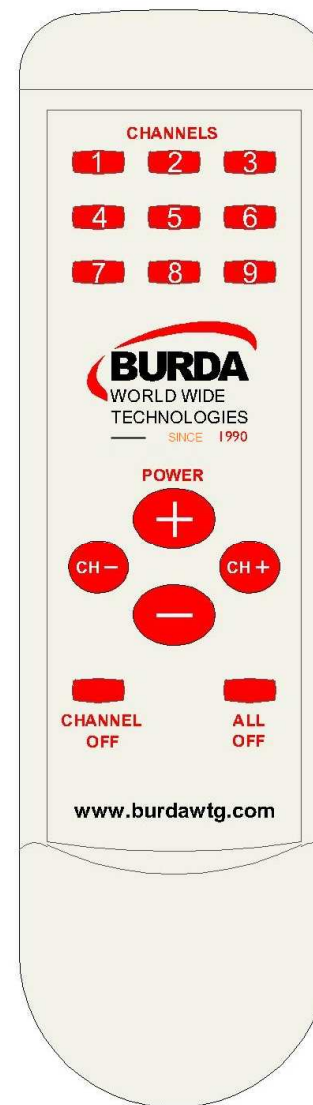 CHANNELS
1 2 3
4 5 6
7 8 9
BURDA
WORLD WIDE
TECHNOLOGIES
SINCE 1990
POWER
+
CH - CH +
-
CHANNEL OFF
ALL OFF
www.burdawtg.com